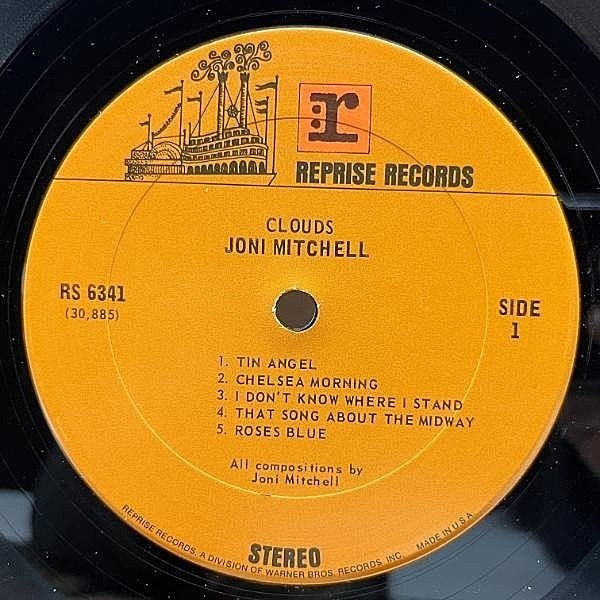 r:
REPRISE RECORDS
CLOUDS
JONI MITCHELL
RS 6341
(30,885)
SIDE
1
1. TIN ANGEL
2. CHELSEA MORNING
3. I DON'T KNOW WHERE I STAND
4. THAT SONG ABOUT THE MIDWAY
5. ROSES BLUE
All compositions by
Joni Mitchell
STEREO
REPRISE RECORDS, A DIVISION OF WARNER BROS. RECORDS, INC. MADE IN U.S.A.